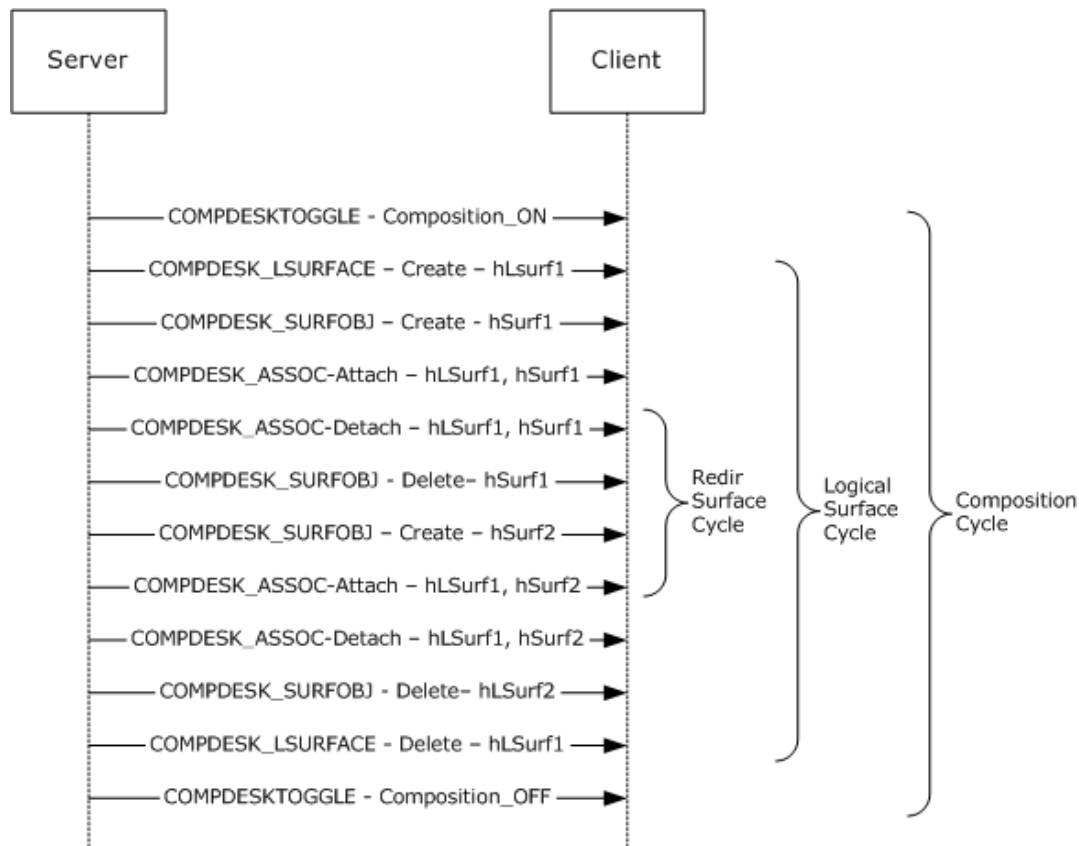 Server
Client
COMPDESKTOGGLE - Composition_ON
COMPDESK_LSURFACE – Create – hLsurf1
COMPDESK_SURFOBJ – Create - hSurf1
COMPDESK_ASSOC-Attach – hLSurf1, hSurf1
COMPDESK_ASSOC-Detach – hLSurf1, hSurf1
COMPDESK_SURFOBJ - Delete– hSurf1
COMPDESK_SURFOBJ – Create – hSurf2
COMPDESK_ASSOC-Attach – hLSurf1, hSurf2
COMPDESK_ASSOC-Detach – hLSurf1, hSurf2
COMPDESK_SURFOBJ - Delete– hLSurf2
COMPDESK_LSURFACE - Delete – hLSurf1
COMPDESKTOGGLE - Composition_OFF
Redir
Surface
Cycle
Logical
Surface
Cycle
Composition
Cycle